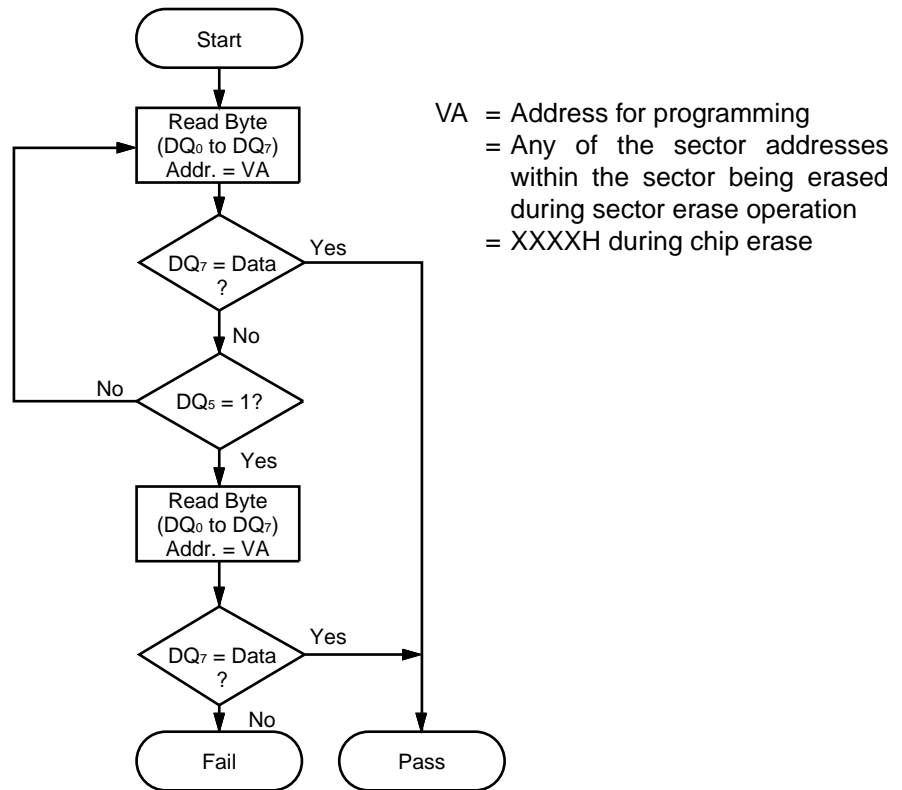 Start
Read Byte
(DQ0 to DQ7)
Addr. = VA
DQ7 = Data
?
Yes
No
DQ5 = 1?
No
Yes
Read Byte
(DQ0 to DQ7)
Addr. = VA
DQ7 = Data
?
Yes
No
Fail
Pass
VA = Address for programming
= Any of the sector addresses
within the sector being erased
during sector erase operation
= XXXXH during chip erase